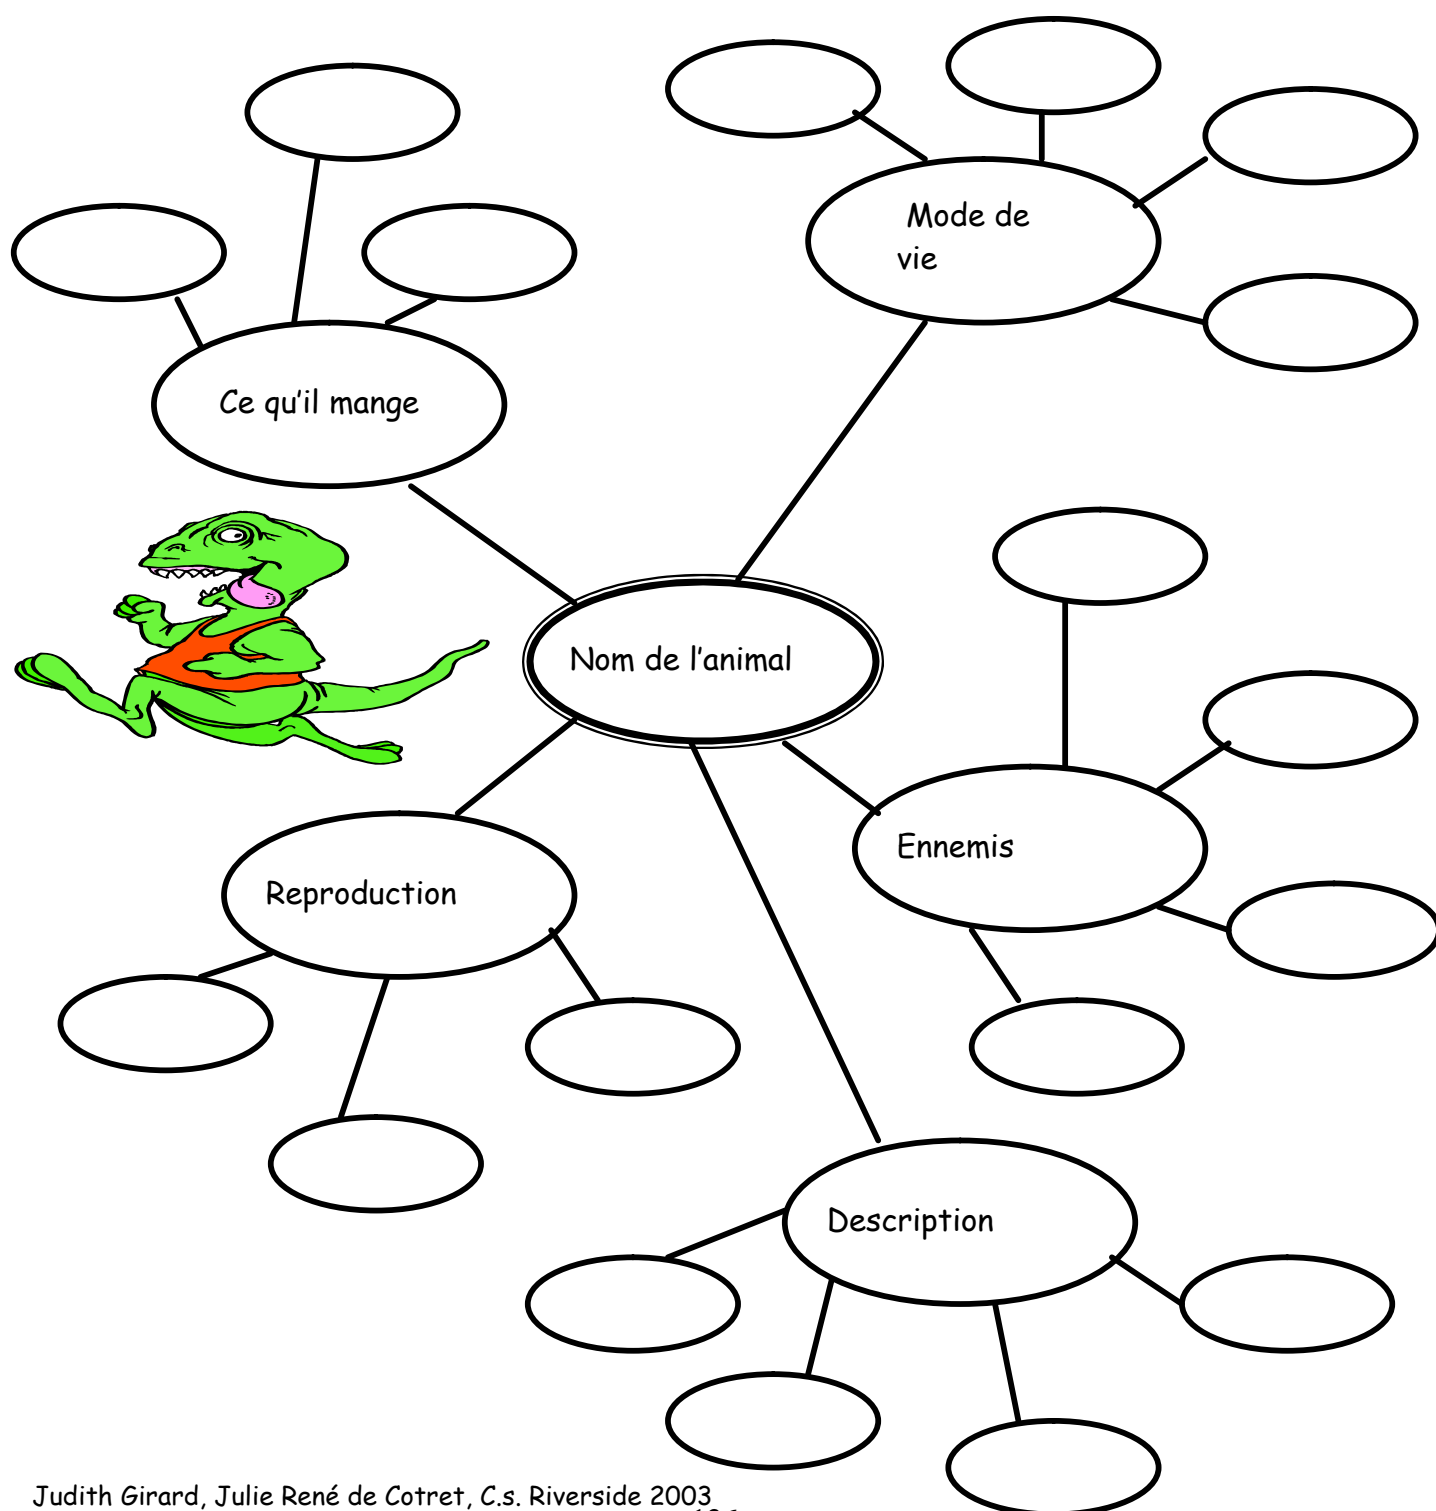 Mode de
vie
Ce qu'il mange
Nom de l'animal
Ennemis
Reproduction
Description
Judith Girard, Julie René de Cotret, C.s. Riverside 2003